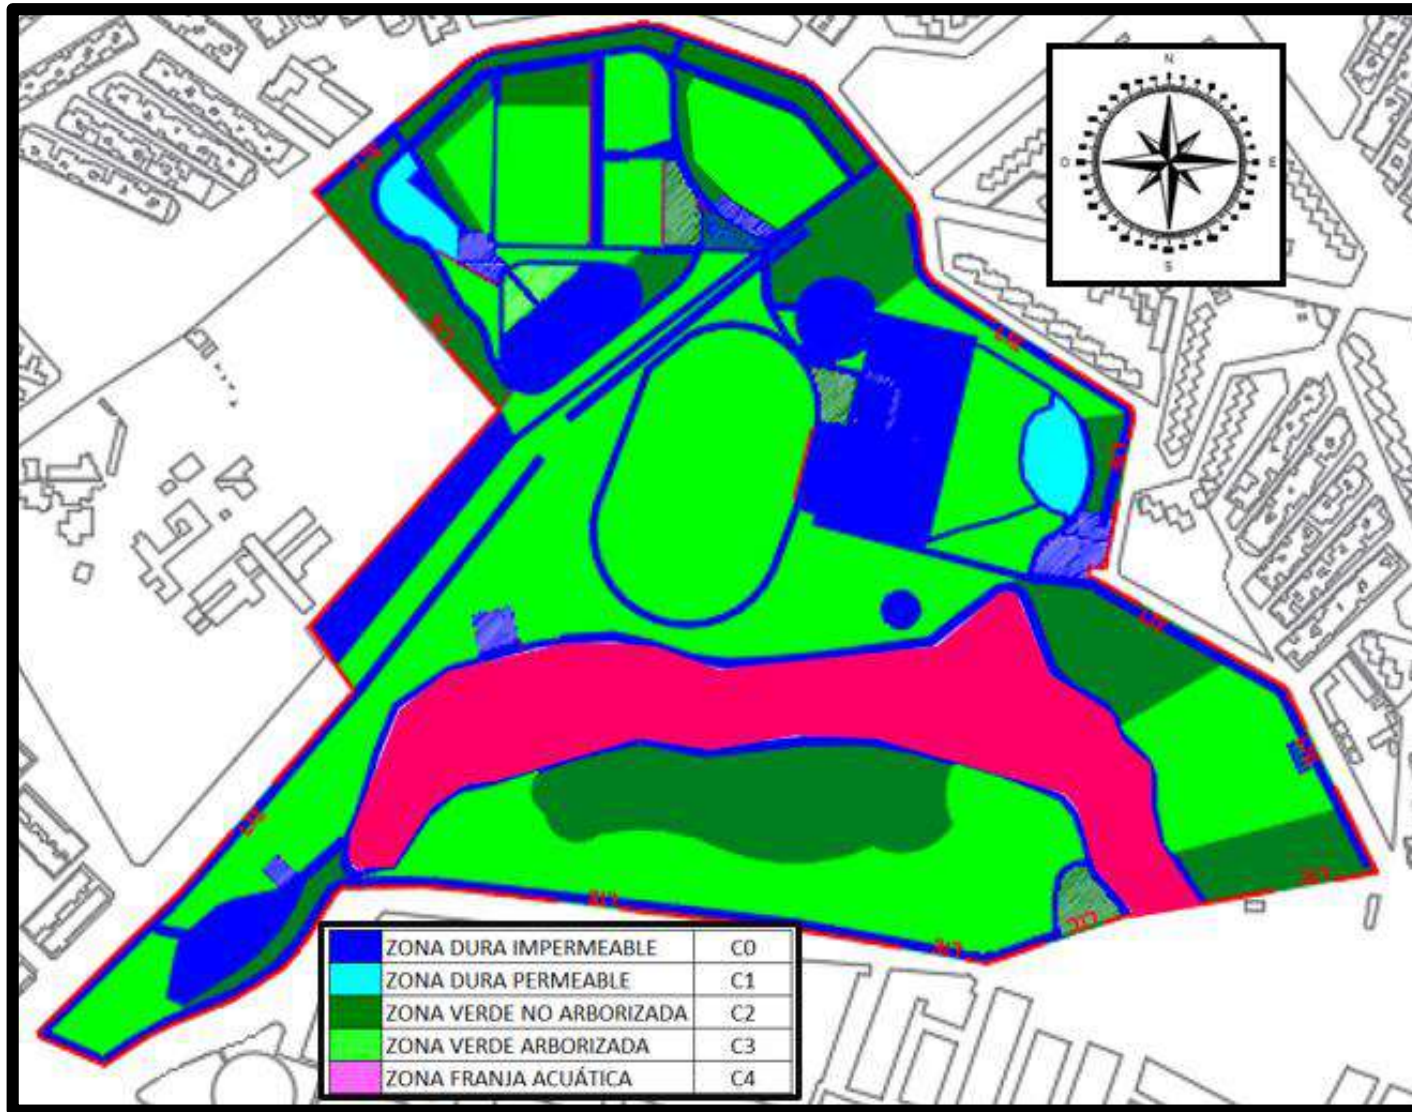 N
O
E
S
ZONA DURA IMPERMEABLE C0
ZONA DURA PERMEABLE C1
ZONA VERDE NO ARBORIZADA C2
ZONA VERDE ARBORIZADA C3
ZONA FRANJA ACUÁTICA C4